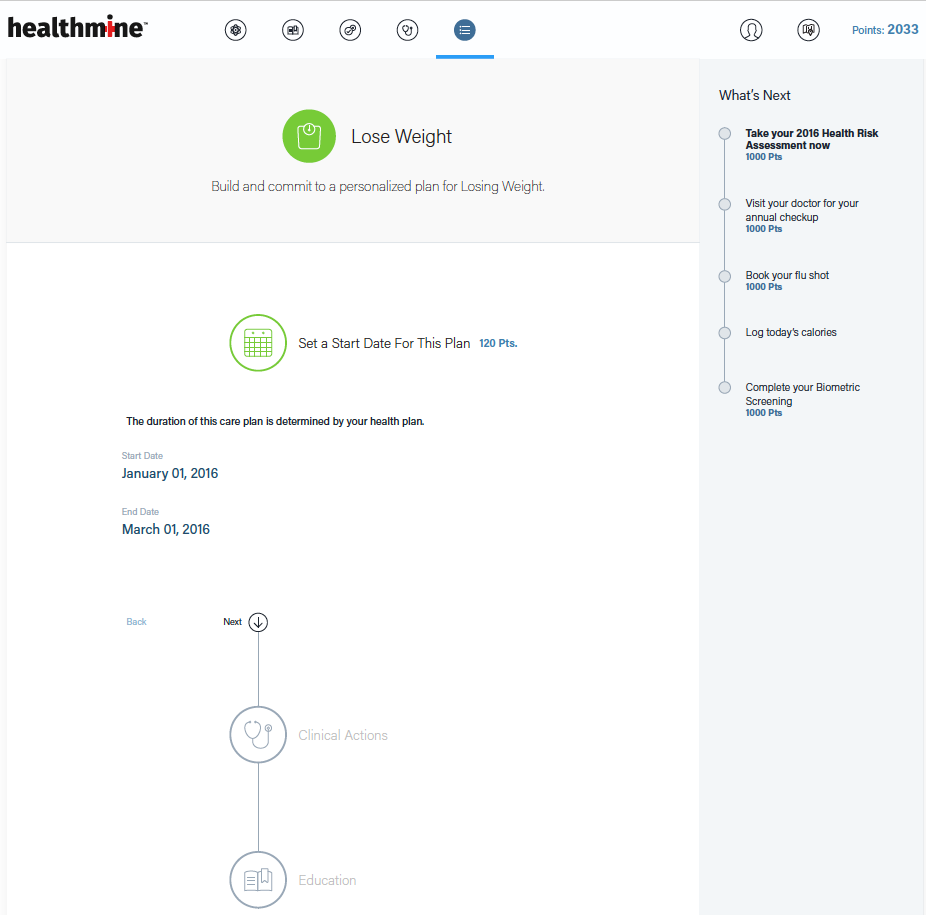 healthmine™
Points: 2033
Lose Weight
Build and commit to a personalized plan for Losing Weight.
Set a Start Date For This Plan 120 Pts.
The duration of this care plan is determined by your health plan.
Start Date
January 01, 2016
End Date
March 01, 2016
Back
Next
Clinical Actions
Education
What's Next
Take your 2016 Health Risk
Assessment now
1000 Pts
Visit your doctor for your
annual checkup
1000 Pts
Book your flu shot
1000 Pts
Log today's calories
Complete your Biometric
Screening
1000 Pts